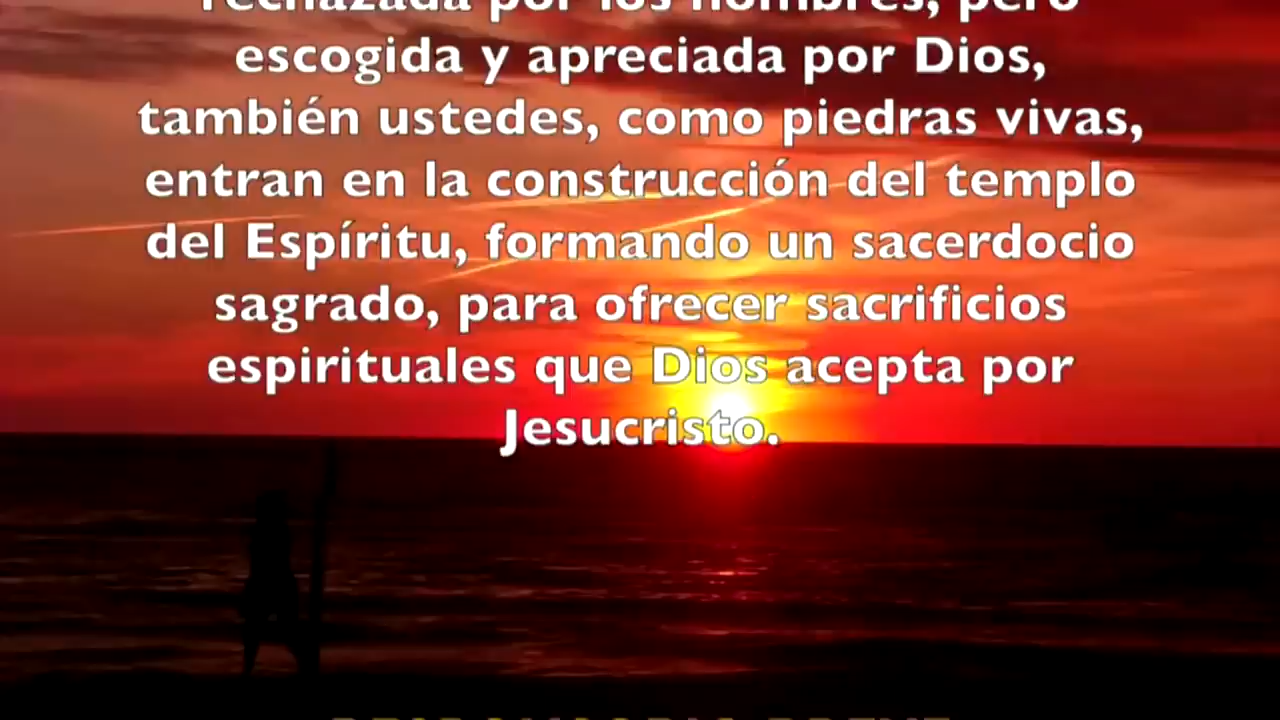 rechazada por los hombres, pero
escogida y apreciada por Dios,
también ustedes, como piedras vivas,
entran en la construcción del templo
del Espíritu, formando un sacerdocio
sagrado, para ofrecer sacrificios
espirituales que Dios acepta por
Jesucristo.